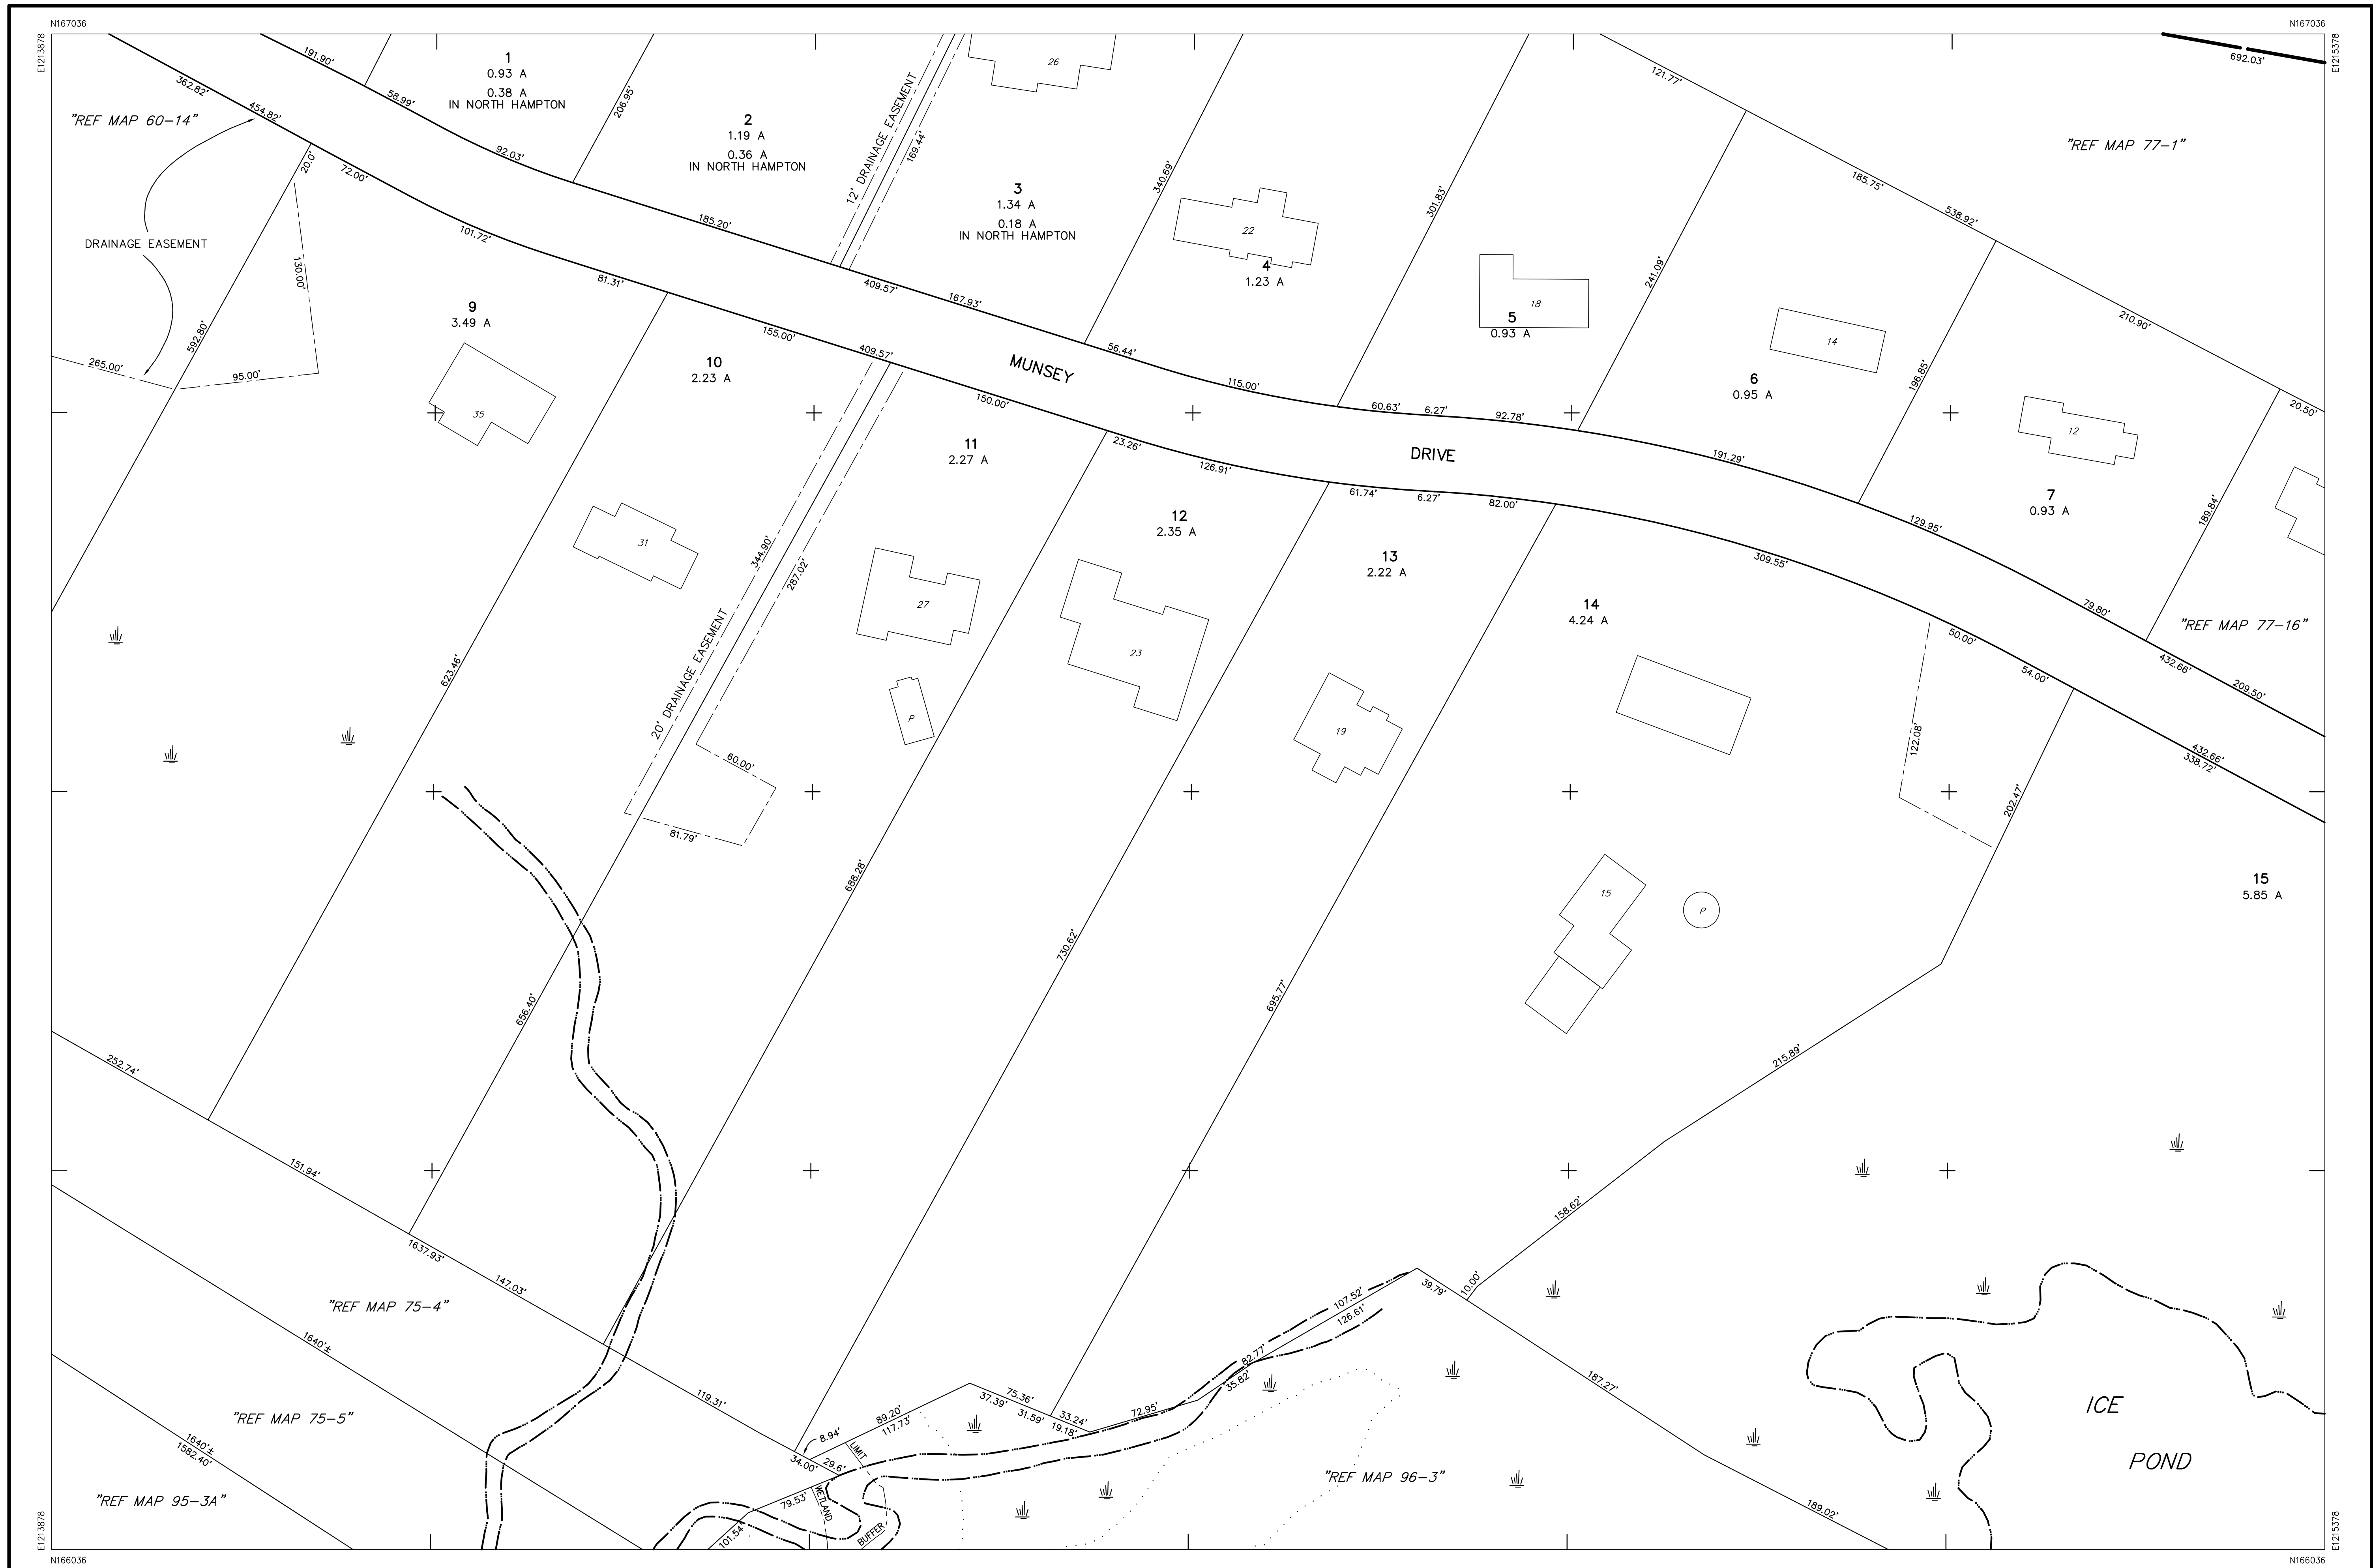 N167036
N167036
E1213878
E1215378
692.03'
191.90'
362.82'
454.82'
58.99'
1
0.93 A
0.38 A
IN NORTH HAMPTON
206.95'
2
1.19 A
0.36 A
IN NORTH HAMPTON
12' DRAINAGE EASEMENT
169.44'
26
3
1.34 A
0.18 A
IN NORTH HAMPTON
340.69'
22
4
1.23 A
301.83'
18
5
0.93 A
241.09'
121.77'
185.75'
538.92'
210.90'
20.50'
"REF MAP 77-1"
14
6
0.95 A
196.85'
12
7
0.93 A
189.84'
"REF MAP 77-16"
"REF MAP 60-14"
DRAINAGE EASEMENT
20.0'
72.00'
92.03'
101.72'
185.20'
81.31'
409.57'
167.93'
155.00'
409.57'
MUNSEY
56.44'
115.00'
60.63'
6.27'
92.78'
DRIVE
191.29'
129.95'
79.80'
432.66'
209.50'
150.00'
23.26'
126.91'
61.74'
6.27'
82.00'
309.55'
50.00'
54.00'
432.66'
338.72'
130.00'
592.80'
265.00'
95.00'
9
3.49 A
35
10
2.23 A
31
11
2.27 A
27
P
12
2.35 A
23
13
2.22 A
19
14
4.24 A
15
P
15
5.85 A
623.46'
20' DRAINAGE EASEMENT
344.90'
287.02'
60.00'
81.79'
122.08'
202.47'
688.28'
730.62'
695.77'
656.40'
215.89'
158.62'
10.00'
39.79'
252.74'
151.94'
1637.93'
147.03'
"REF MAP 75-4"
1640'±
"REF MAP 75-5"
1640'±
1582.40'
"REF MAP 95-3A"
119.31'
8.94'
34.00'
29.6'
89.20'
117.73'
75.36'
37.39'
31.59'
33.24'
19.18'
72.95'
82.77'
35.82'
107.52'
126.61'
LIMIT
WETLAND
BUFFER
79.53'
101.54'
"REF MAP 96-3"
187.27'
189.02'
ICE
POND
E1213878
E1215378
N166036
N166036